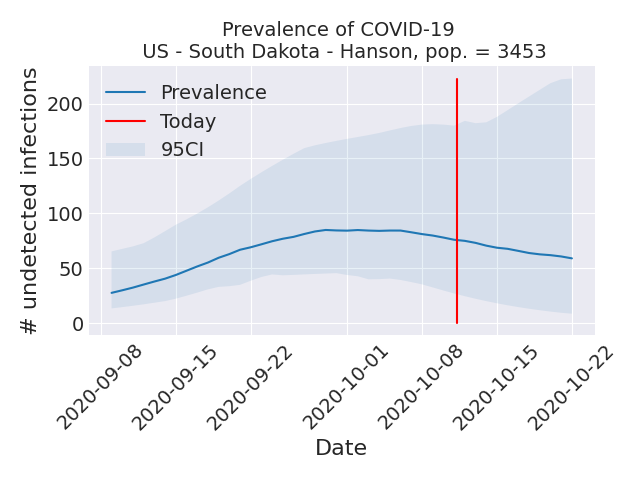 Prevalence of COVID-19
US - South Dakota - Hanson, pop. = 3453
# undetected infections
200
150
100
50
0
Prevalence
Today
95CI
2020-09-08
2020-09-15
2020-09-22
2020-10-01
2020-10-08
2020-10-15
2020-10-22
Date